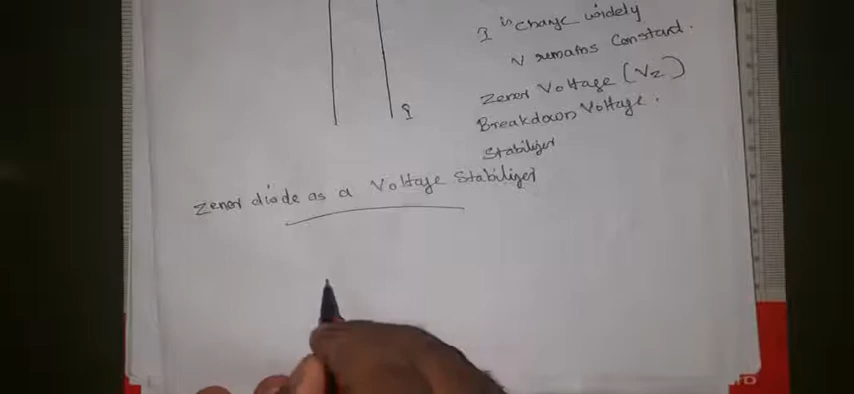 I is change widely
V remains Constant.
Zener Voltage (Vz)
Breakdown Voltage.
Stabilizer
I
Zener diode as a Voltage Stabilizer